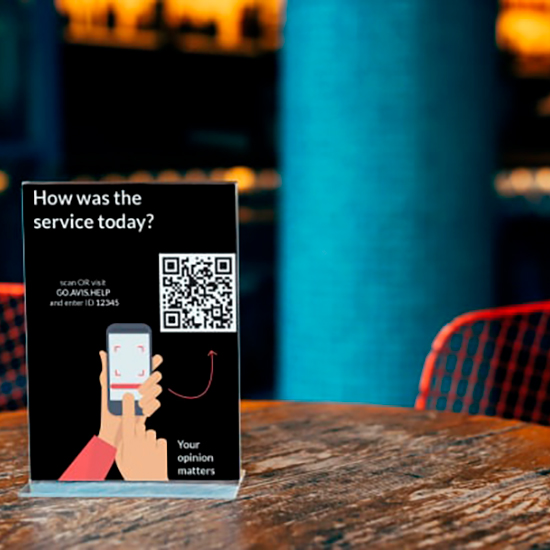 How was the
service today?
scan OR visit
GO.AVIS.HELP
and enter ID 12345
Your
opinion
matters